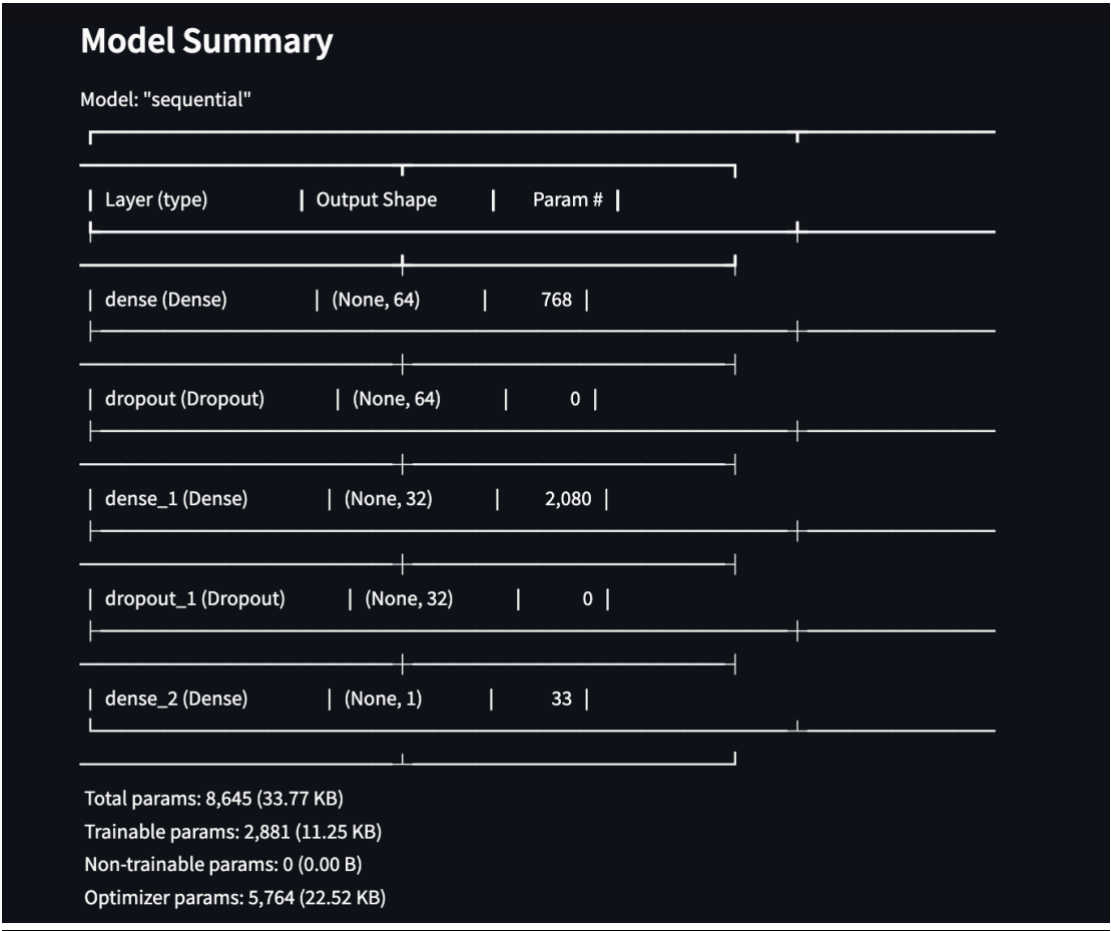 Model Summary
Model: "sequential"
Layer (type) | Output Shape | Param # |
dense (Dense) | (None, 64) | 768 |
dropout (Dropout) | (None, 64) | 0 |
dense_1 (Dense) | (None, 32) | 2,080 |
dropout_1 (Dropout) | (None, 32) | 0 |
dense_2 (Dense) | (None, 1) | 33 |
Total params: 8,645 (33.77 KB)
Trainable params: 2,881 (11.25 KB)
Non-trainable params: 0 (0.00 B)
Optimizer params: 5,764 (22.52 KB)